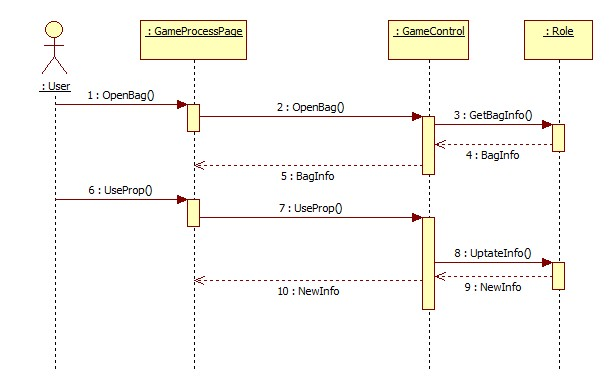 : GameProcessPage
: GameControl
: Role
: User
1 : OpenBag()
2 : OpenBag()
3 : GetBagInfo()
4 : BagInfo
5 : BagInfo
6 : UseProp()
7 : UseProp()
8 : UptateInfo()
9 : NewInfo
10 : NewInfo